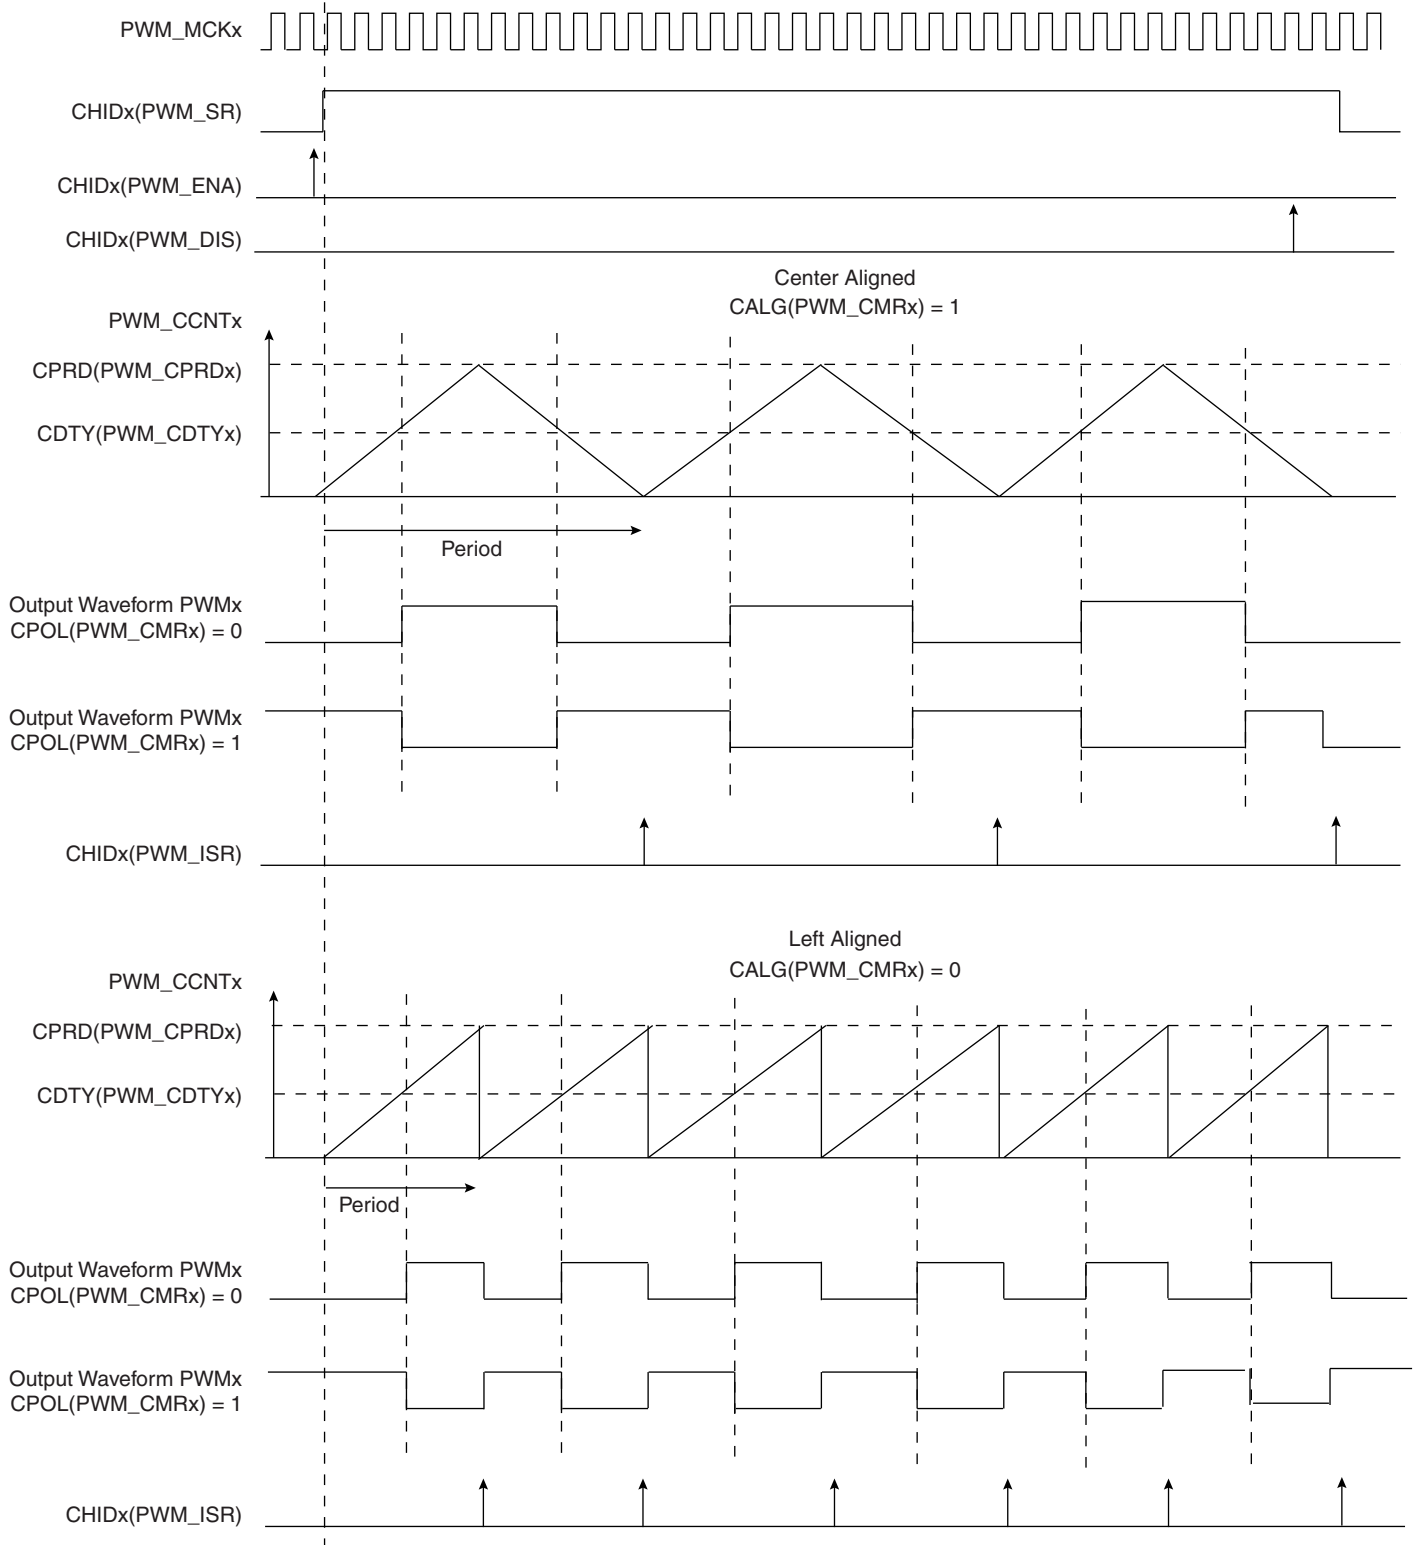 PWM_MCKx
CHIDx(PWM_SR)
CHIDx(PWM_ENA)
CHIDx(PWM_DIS)
Center Aligned
CALG(PWM_CMRx) = 1
PWM_CCNTx
CPRD(PWM_CPRDx)
CDTY(PWM_CDTYx)
Period
Output Waveform PWMx
CPOL(PWM_CMRx) = 0
Output Waveform PWMx
CPOL(PWM_CMRx) = 1
CHIDx(PWM_ISR)
Left Aligned
CALG(PWM_CMRx) = 0
PWM_CCNTx
CPRD(PWM_CPRDx)
CDTY(PWM_CDTYx)
Period
Output Waveform PWMx
CPOL(PWM_CMRx) = 0
Output Waveform PWMx
CPOL(PWM_CMRx) = 1
CHIDx(PWM_ISR)